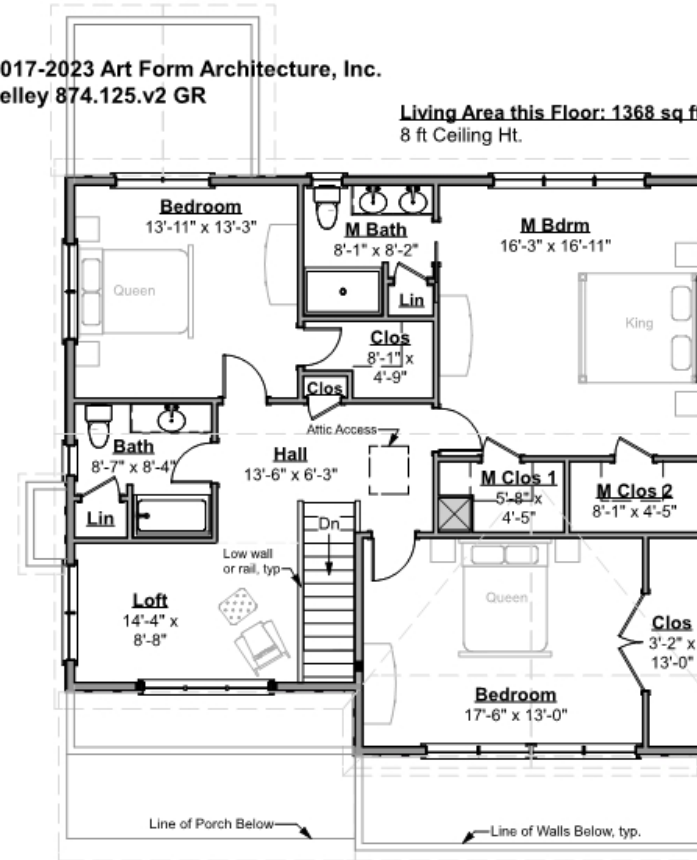 017-2023 Art Form Architecture, Inc.
elley 874.125.v2 GR
Living Area this Floor: 1368 sq ft
8 ft Ceiling Ht.
Bedroom
13'-11" x 13'-3"
Queen
M Bath
8'-1" x 8'-2"
Lin
M Bdrm
16'-3" x 16'-11"
King
Clos
8'-1" x
4'-9"
Clos
Attic Access
Bath
8'-7" x 8'-4"
Lin
Hall
13'-6" x 6'-3"
M Clos 1
5'-8" x
4'-5"
M Clos 2
8'-1" x 4'-5"
Dn
Low wall
or rail, typ
Loft
14'-4" x
8'-8"
Queen
Bedroom
17'-6" x 13'-0"
Clos
3'-2" x
13'-0"
Line of Porch Below
Line of Walls Below, typ.